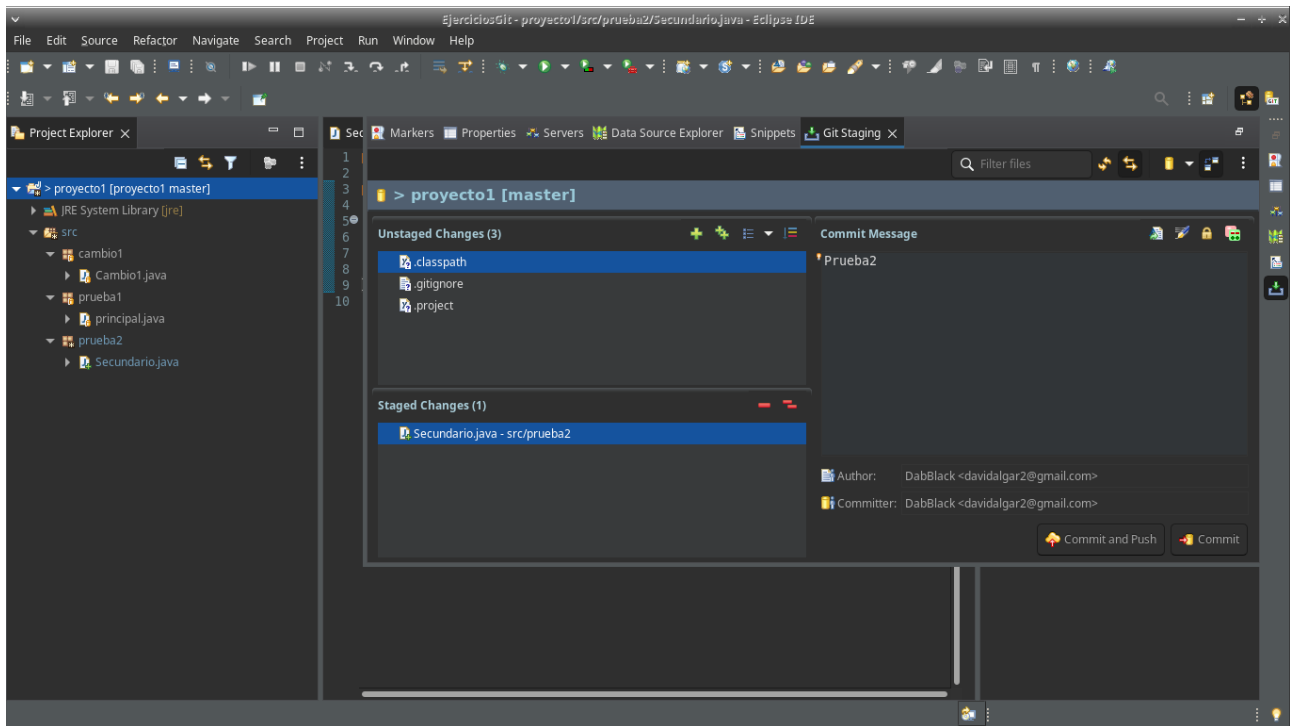 EjerciciosGit - proyecto1/src/prueba2/Secundario.java - Eclipse IDE
File Edit Source Refactor Navigate Search Project Run Window Help
Project Explorer
> proyecto1 [proyecto1 master]
JRE System Library [jre]
src
cambio1
Cambio1.java
prueba1
principal.java
prueba2
Secundario.java
Sec
1
2
3
4
5
6
7
8
9
10
Markers Properties Servers Data Source Explorer Snippets Git Staging
Filter files
> proyecto1 [master]
Unstaged Changes (3)
.classpath
.gitignore
.project
Staged Changes (1)
Secundario.java - src/prueba2
Commit Message
Prueba2
Author: DabBlack <davidalgar2@gmail.com>
Committer: DabBlack <davidalgar2@gmail.com>
Commit and Push Commit